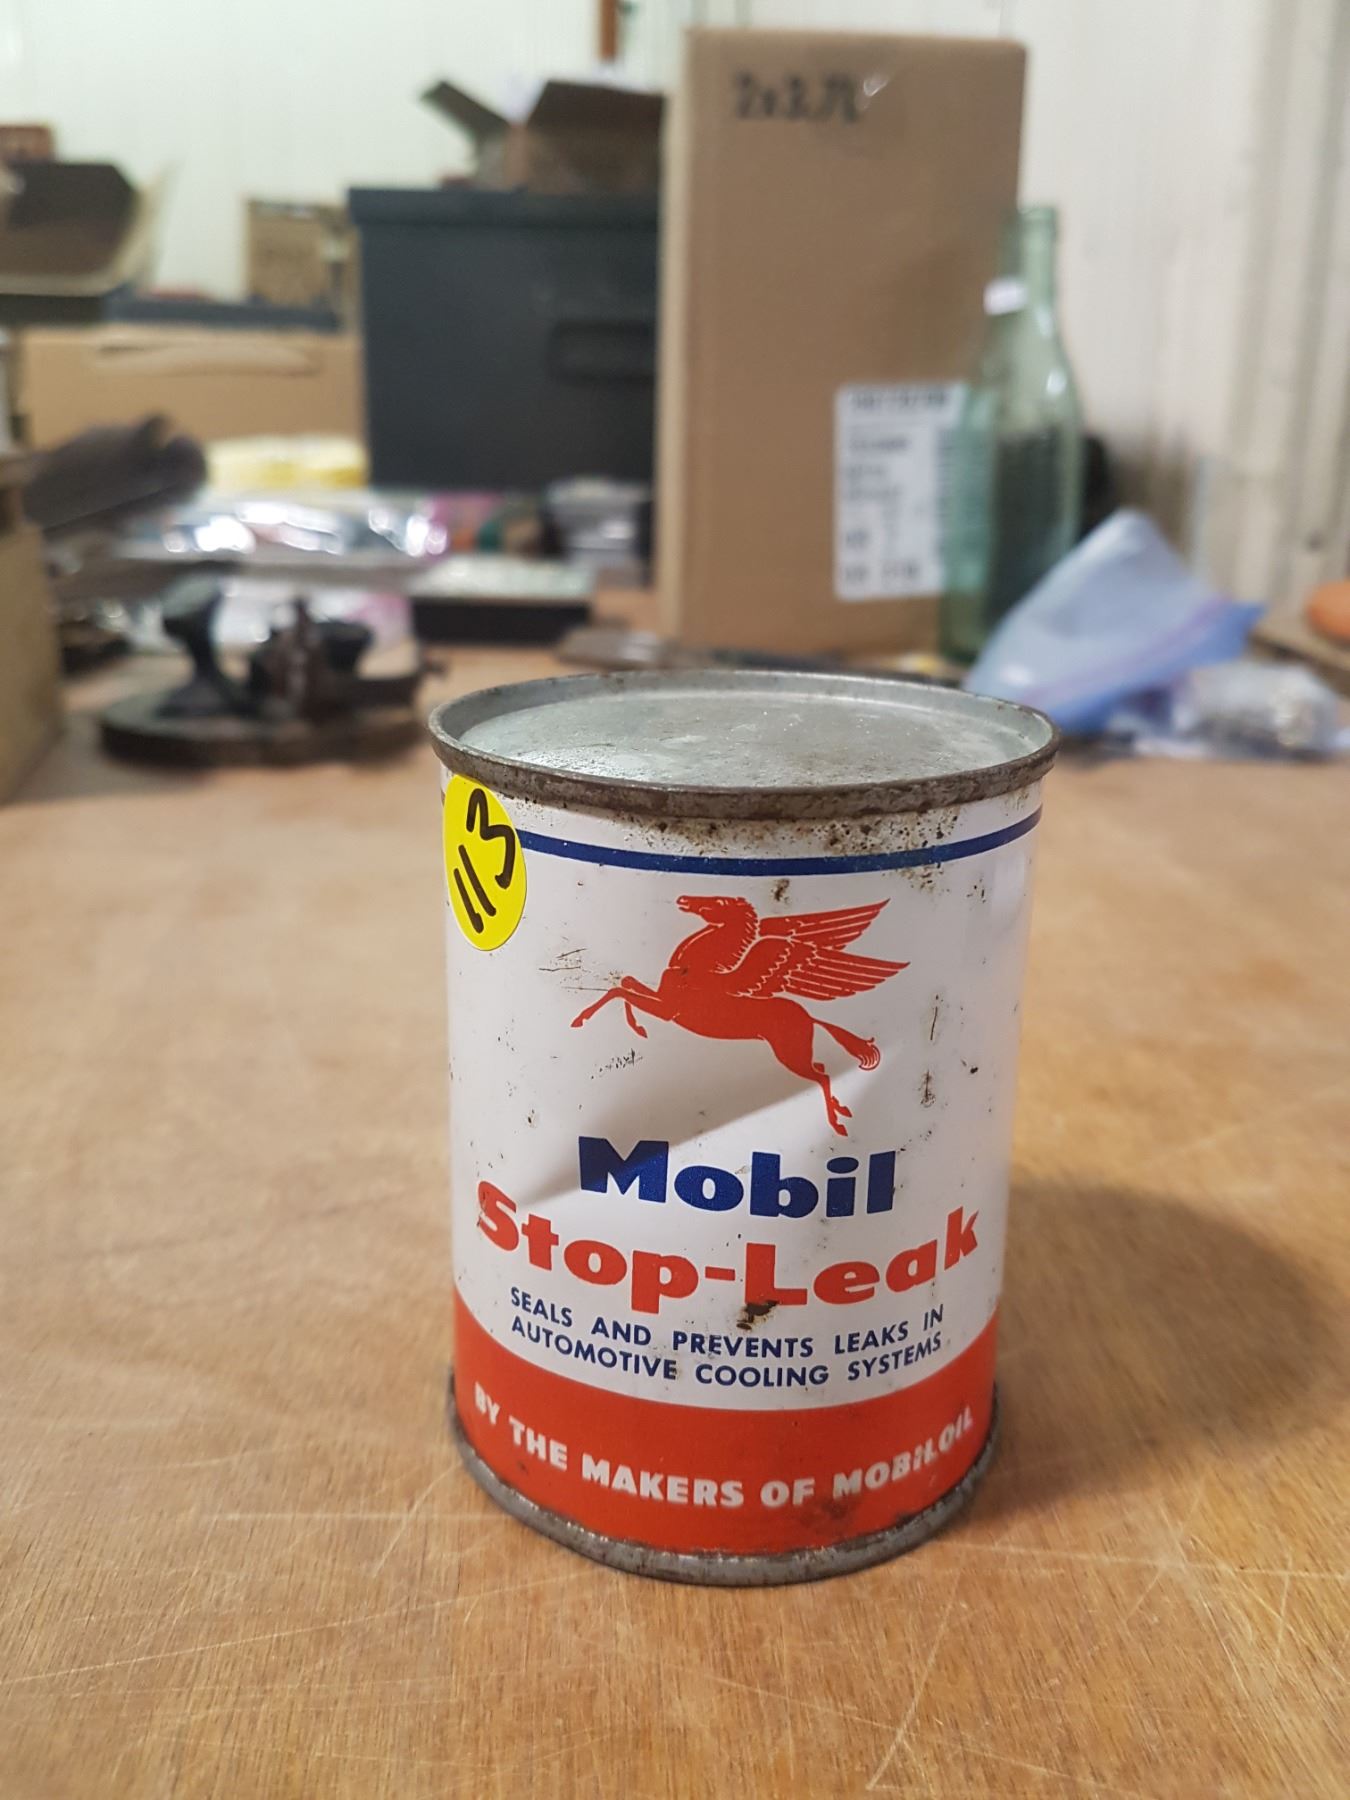 113
Mobil
Stop-Leak
SEALS AND PREVENTS LEAKS IN
AUTOMOTIVE COOLING SYSTEMS
BY THE MAKERS OF MOBILOIL